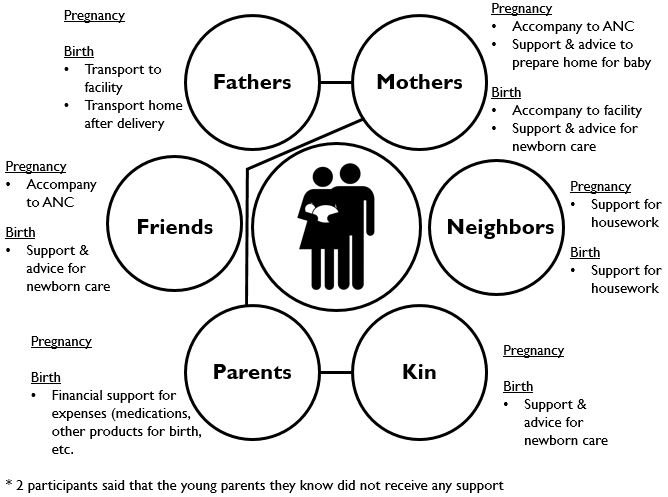 Pregnancy
Birth
• Transport to
facility
• Transport home
after delivery
Fathers
Mothers
Pregnancy
• Accompany to ANC
• Support & advice to
prepare home for baby
Birth
• Accompany to facility
• Support & advice for
newborn care
Pregnancy
• Accompany
to ANC
Birth
• Support &
advice for
newborn care
Friends
Neighbors
Pregnancy
• Support for
housework
Birth
• Support for
housework
Pregnancy
Birth
• Financial support for
expenses (medications,
other products for birth,
etc.
Parents
Kin
Pregnancy
Birth
• Support &
advice for
newborn care
* 2 participants said that the young parents they know did not receive any support